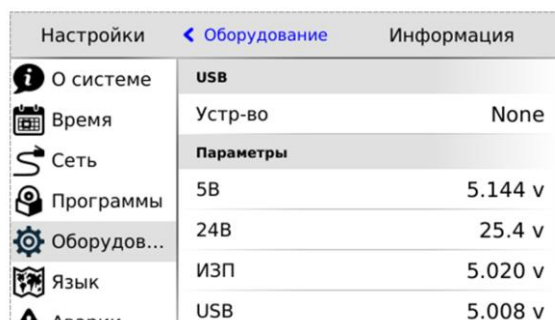 Настройки
Оборудование
Информация
О системе
Время
Сеть
Программы
Оборудов...
Язык
USB
Устр-во None
Параметры
5В 5.144 v
24В 25.4 v
ИЗП 5.020 v
USB 5.008 v